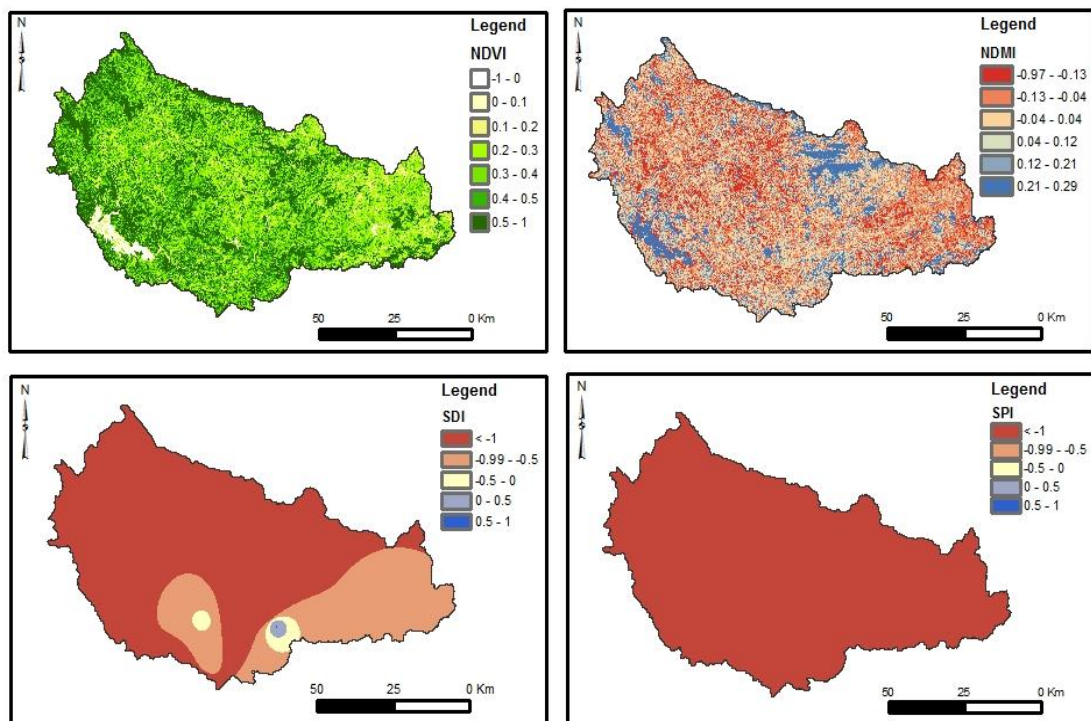 N
Legend
NDVI
-1 - 0
0 - 0.1
0.1 - 0.2
0.2 - 0.3
0.3 - 0.4
0.4 - 0.5
0.5 - 1
50 25 0 Km
N
Legend
NDMI
-0.97 - -0.13
-0.13 - -0.04
-0.04 - 0.04
0.04 - 0.12
0.12 - 0.21
0.21 - 0.29
50 25 0 Km
N
Legend
SDI
< -1
-0.99 - -0.5
-0.5 - 0
0 - 0.5
0.5 - 1
50 25 0 Km
N
Legend
SPI
< -1
-0.99 - -0.5
-0.5 - 0
0 - 0.5
0.5 - 1
50 25 0 Km